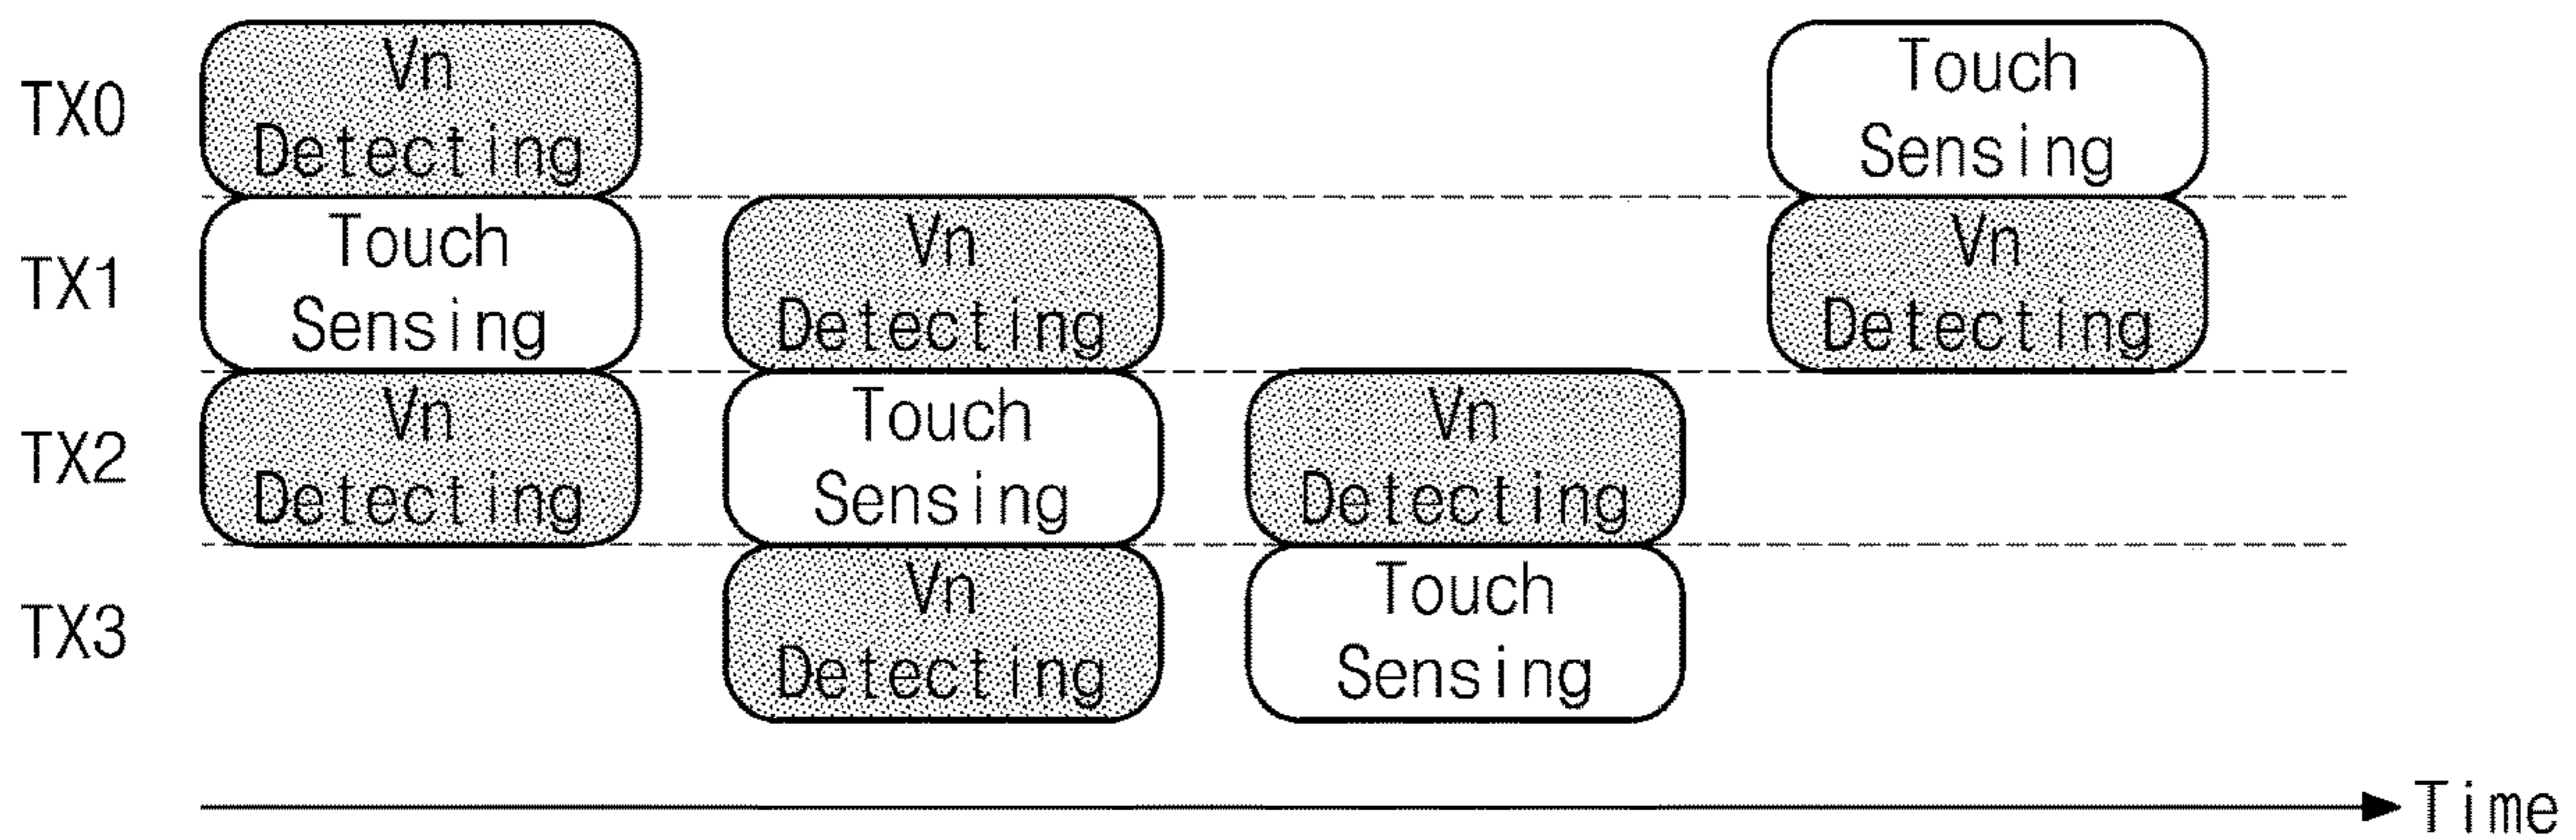 TX0
Vn
Detecting
Touch
Sensing
TX1
Touch
Sensing
Vn
Detecting
Vn
Detecting
TX2
Vn
Detecting
Touch
Sensing
Vn
Detecting
TX3
Vn
Detecting
Touch
Sensing
Time